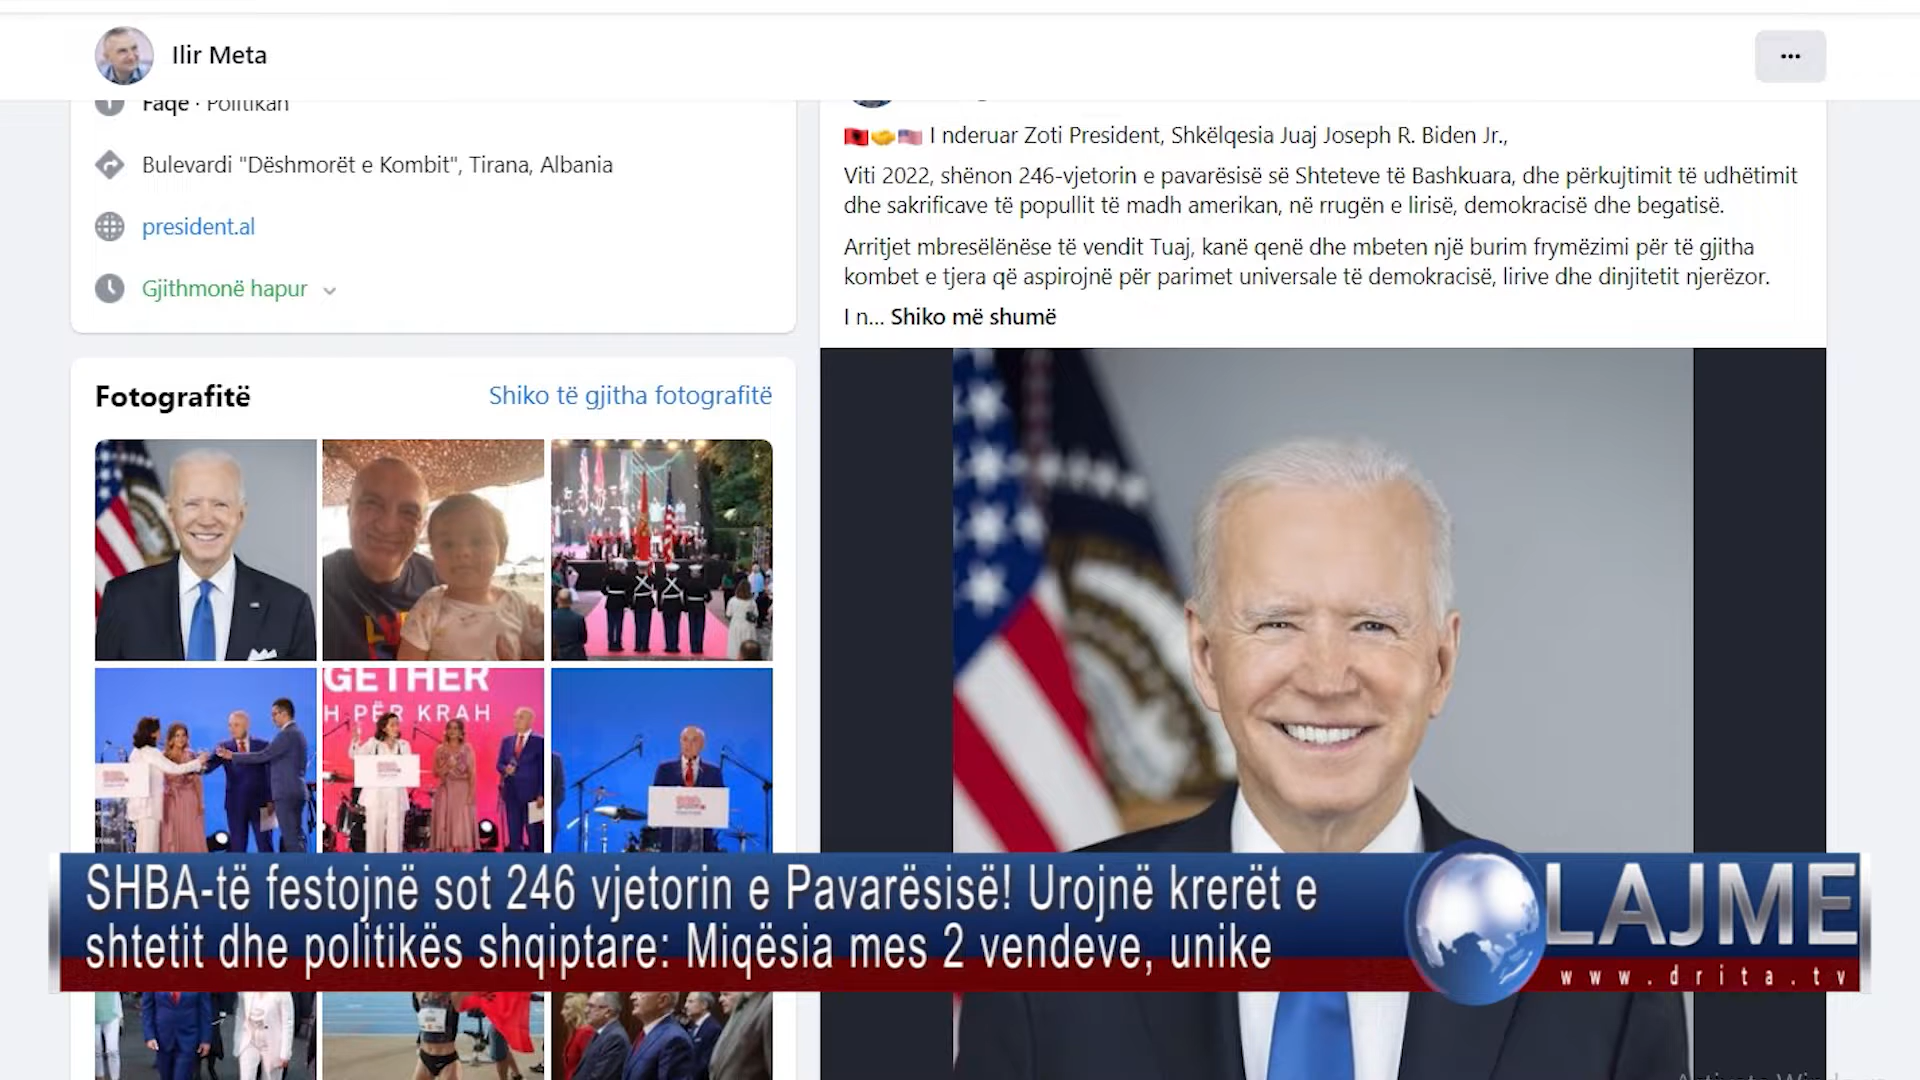 Ilir Meta
Faqe · Politikan
Bulevardi "Dëshmorët e Kombit", Tirana, Albania
president.al
Gjithmonë hapur
Fotografitë
Shiko të gjitha fotografitë
GETHER
H PËR KRAH
I nderuar Zoti President, Shkëlqesia Juaj Joseph R. Biden Jr.,
Viti 2022, shënon 246-vjetorin e pavarësisë së Shteteve të Bashkuara, dhe përkujtimit të udhëtimit
dhe sakrificave të popullit të madh amerikan, në rrugën e lirisë, demokracisë dhe begatisë.
Arritjet mbresëlënëse të vendit Tuaj, kanë qenë dhe mbeten një burim frymëzimi për të gjitha
kombet e tjera që aspirojnë për parimet universale të demokracisë, lirive dhe dinjitetit njerëzor.
I n... Shiko më shumë
SHBA-të festojnë sot 246 vjetorin e Pavarësisë! Urojnë krerët e
shtetit dhe politikës shqiptare: Miqësia mes 2 vendeve, unike
LAJME
www.drita.tv